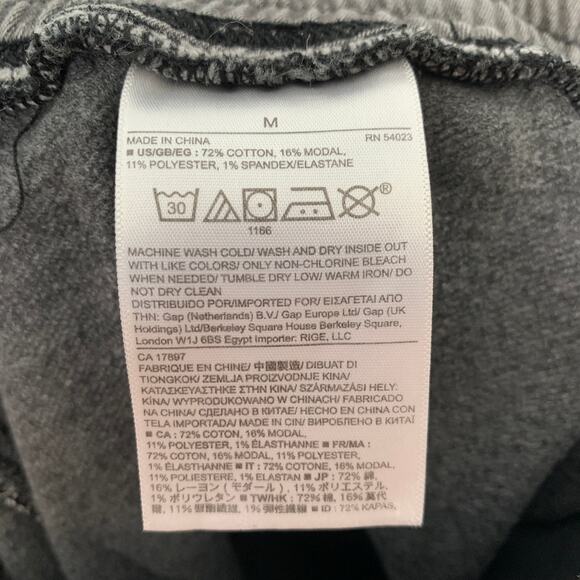 M
MADE IN CHINA RN 54023
■ US/GB/EG : 72% COTTON, 16% MODAL,
11% POLYESTER, 1% SPANDEX/ELASTANE
30 ®
1166
MACHINE WASH COLD/ WASH AND DRY INSIDE OUT
WITH LIKE COLORS/ ONLY NON-CHLORINE BLEACH
WHEN NEEDED/ TUMBLE DRY LOW/ WARM IRON/ DO
NOT DRY CLEAN
DISTRIBUIDO POR/IMPORTED FOR/ ΕΙΣΑΓΕΤΑΙ ΑΠΟ
ΤΗΝ: Gap (Netherlands) B.V./ Gap Europe Ltd/ Gap (UK
Holdings) Ltd/Berkeley Square House Berkeley Square,
London W1J 6BS Egypt Importer: RIGE, LLC
CA 17897
FABRIQUE EN CHINE/ 中國製造/ DIBUAT DI
TIONGKOK/ ZEMLJA PROIZVODNJE KINA/
ΚΑΤΑΣΚΕΥΑΣΤΗΚΕ ΣΤΗΝ ΚΙΝΑ/ SZÁRMAZÁSI HELY:
KÍNA/ WYPRODUKOWANO W CHINACH/ FABRICADO
NA CHINA/ СДЕЛАНО В КИТАЕ/ HECHO EN CHINA CON
TELA IMPORTADA/ MADE IN CIN/ ВИРОБЛЕНО В КИТАЇ
■ CA : 72% COTON, 16% MODAL,
11% POLYESTER, 1% ÉLASTHANNE ■ FR/MA :
72% COTON, 16% MODAL, 11% POLYESTER,
1% ÉLASTHANNE ■ IT : 72% COTONE, 16% MODAL,
11% POLIESTERE, 1% ELASTAN ■ JP : 72% 綿,
16% レーヨン ( モダール ) , 11% ポリエステル,
1% ポリウレタン ■ TW/HK : 72% 棉, 16% 莫代
爾, 11% 聚酯纖維, 1% 彈性纖維 ■ ID : 72% KAPAS,